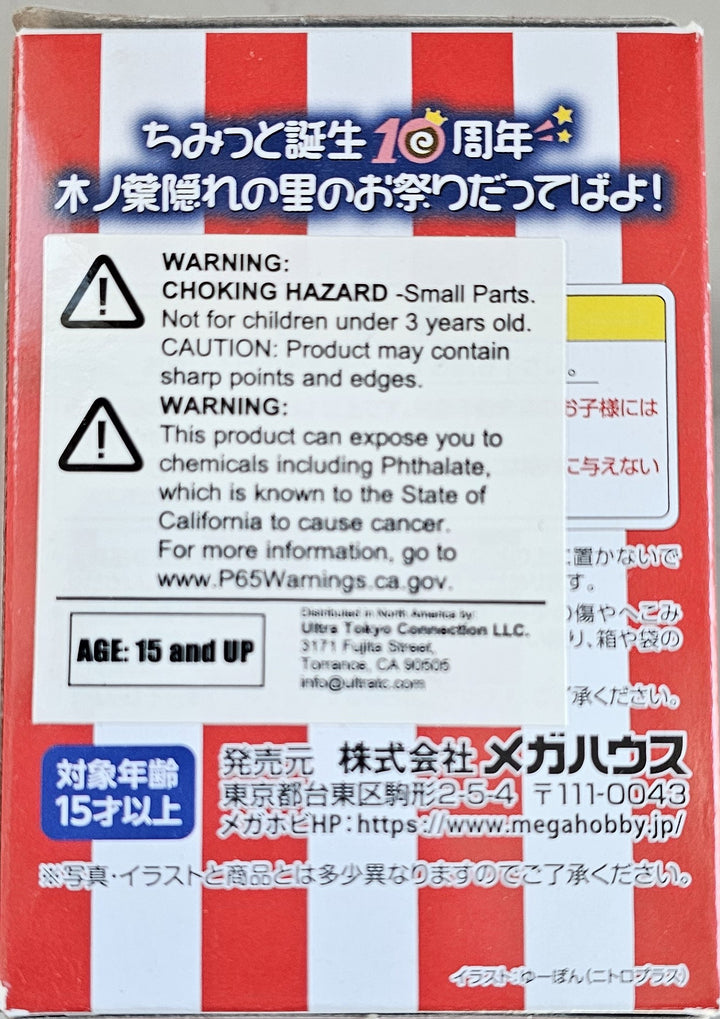 ちみっと誕生10周年
木ノ葉隠れの里のお祭りだってばよ!
WARNING:
CHOKING HAZARD -Small Parts.
Not for children under 3 years old.
CAUTION: Product may contain
sharp points and edges.
WARNING:
This product can expose you to
chemicals including Phthalate,
which is known to the State of
California to cause cancer.
For more information, go to
www.P65Warnings.ca.gov.
AGE: 15 and UP
Distributed in North America by:
Ultra Tokyo Connection LLC.
3171 Fujita Street,
Torrance, CA 90505
info@ultratc.com
。
お子様には
に与えない
に置かないで
す。
の傷やへこみ
り、箱や袋の
了承ください。
対象年齢
15才以上
発売元 株式会社メガハウス
東京都台東区駒形2-5-4 〒111-0043
メガホビHP:https://www.megahobby.jp/
※写真・イラストと商品とは多少異なりますのでご了承ください。
イラスト:ゆーぽん(ニトロプラス)